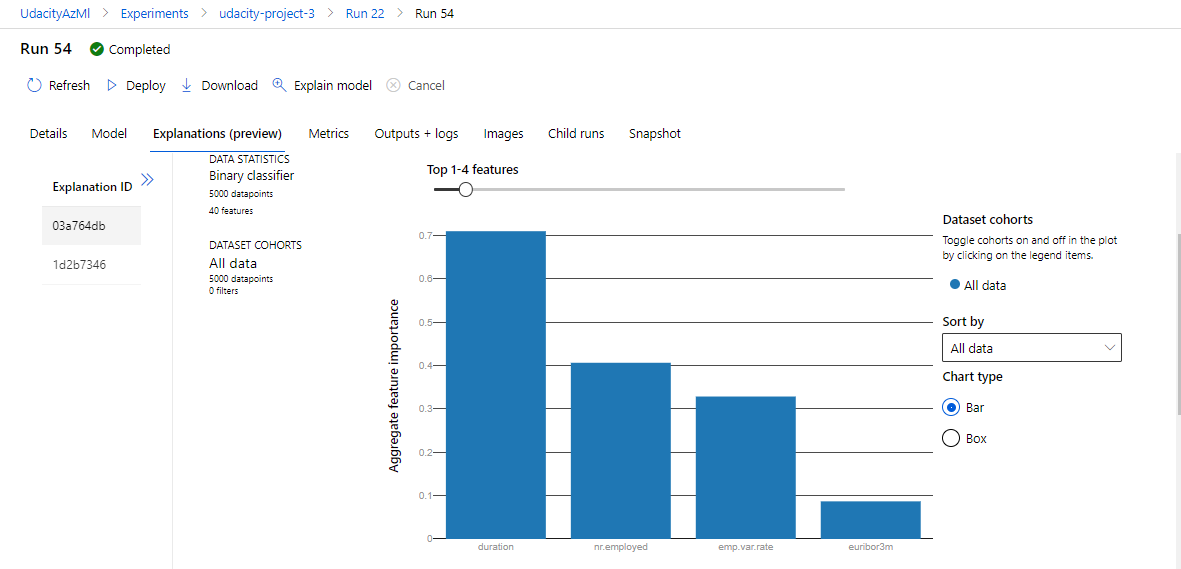 UdacityAzMl > Experiments > udacity-project-3 > Run 22 > Run 54
Run 54 Completed
Refresh Deploy Download Explain model Cancel
Details Model Explanations (preview) Metrics Outputs + logs Images Child runs Snapshot
Explanation ID
03a764db
1d2b7346
DATA STATISTICS
Binary classifier
5000 datapoints
40 features
DATASET COHORTS
All data
5000 datapoints
0 filters
Top 1-4 features
Aggregate feature importance
0.7
0.6
0.5
0.4
0.3
0.2
0.1
0
duration nr.employed emp.var.rate euribor3m
Dataset cohorts
Toggle cohorts on and off in the plot
by clicking on the legend items.
All data
Sort by
All data
Chart type
Bar
Box